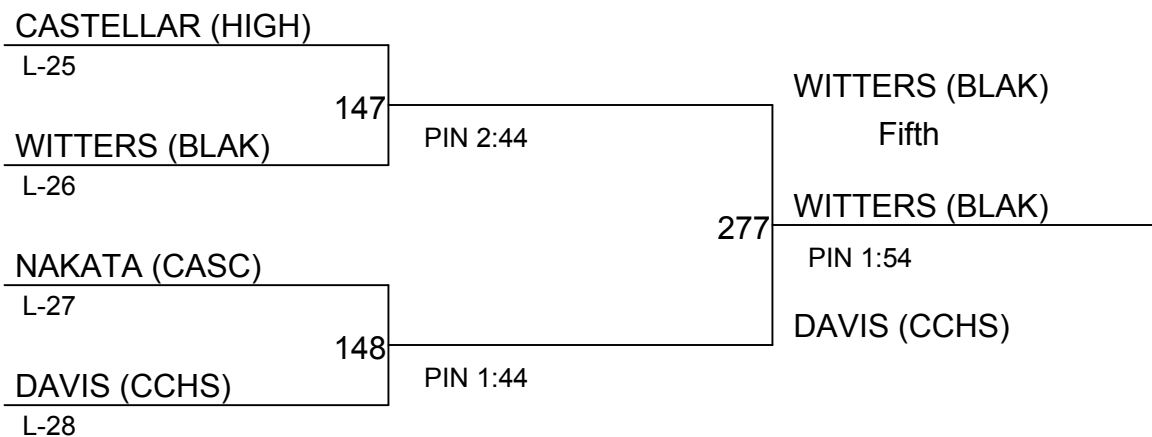 CASTELLAR (HIGH)
L-25
147
PIN 2:44
WITTERS (BLAK)
L-26
WITTERS (BLAK)
Fifth
277
WITTERS (BLAK)
PIN 1:54
NAKATA (CASC)
L-27
148
PIN 1:44
DAVIS (CCHS)
L-28
DAVIS (CCHS)